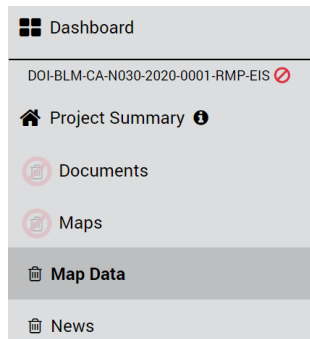 Dashboard
DOI-BLM-CA-N030-2020-0001-RMP-EIS
Project Summary
Documents
Maps
Map Data
News